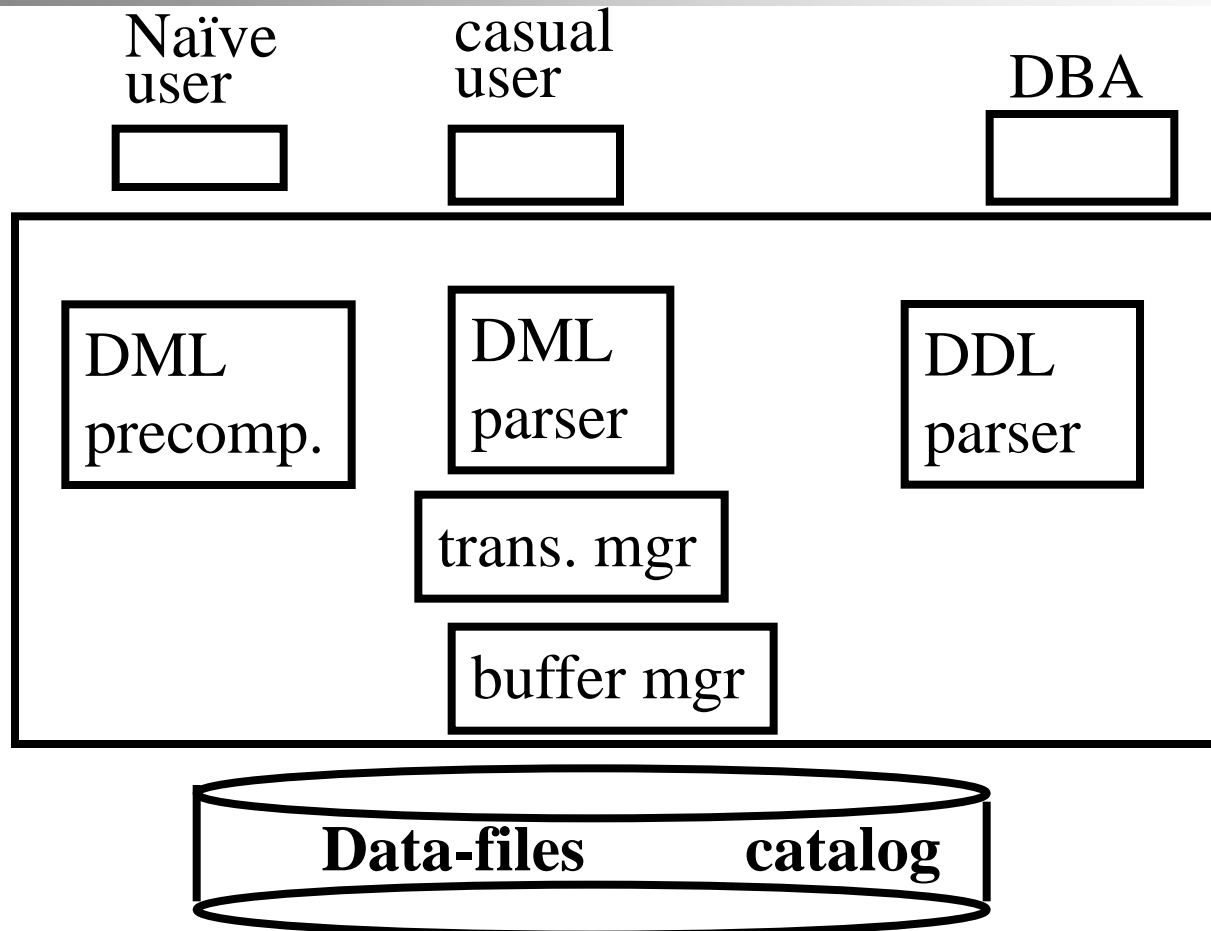 Naïve
user
casual
user
DBA
DML
precomp.
DML
parser
DDL
parser
trans. mgr
buffer mgr
Data-files catalog